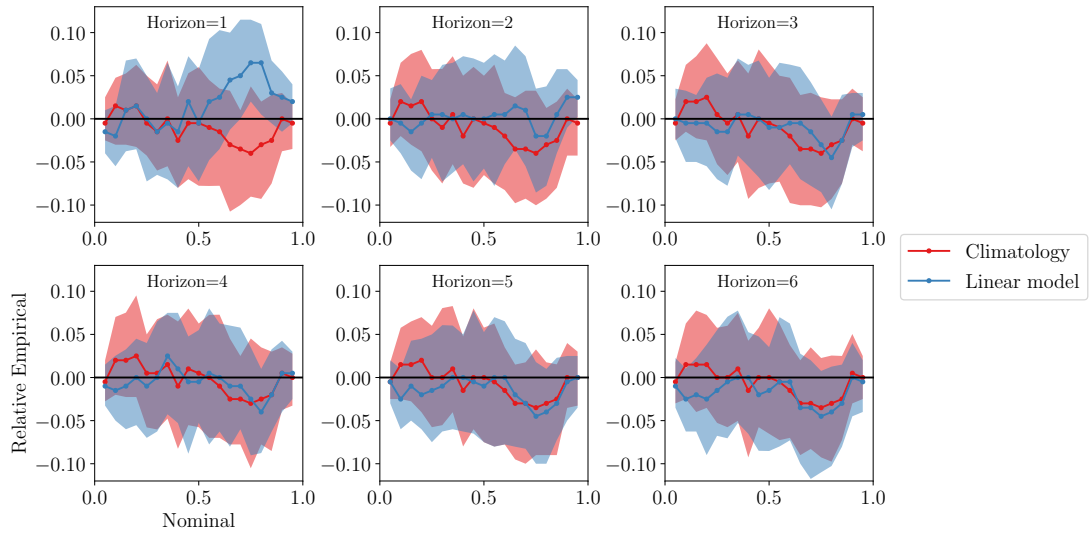 Horizon=1 Horizon=2 Horizon=3
0.10 0.10 0.10
0.05 0.05 0.05
0.00 0.00 0.00
−0.05 −0.05 −0.05
−0.10 −0.10 −0.10
0.0 0.5 1.0 0.0 0.5 1.0 0.0 0.5 1.0
Climatology
Linear model
Horizon=4 Horizon=5 Horizon=6
0.10 0.10 0.10
0.05 0.05 0.05
0.00 0.00 0.00
−0.05 −0.05 −0.05
−0.10 −0.10 −0.10
0.0 0.5 1.0 0.0 0.5 1.0 0.0 0.5 1.0
Relative Empirical
Nominal